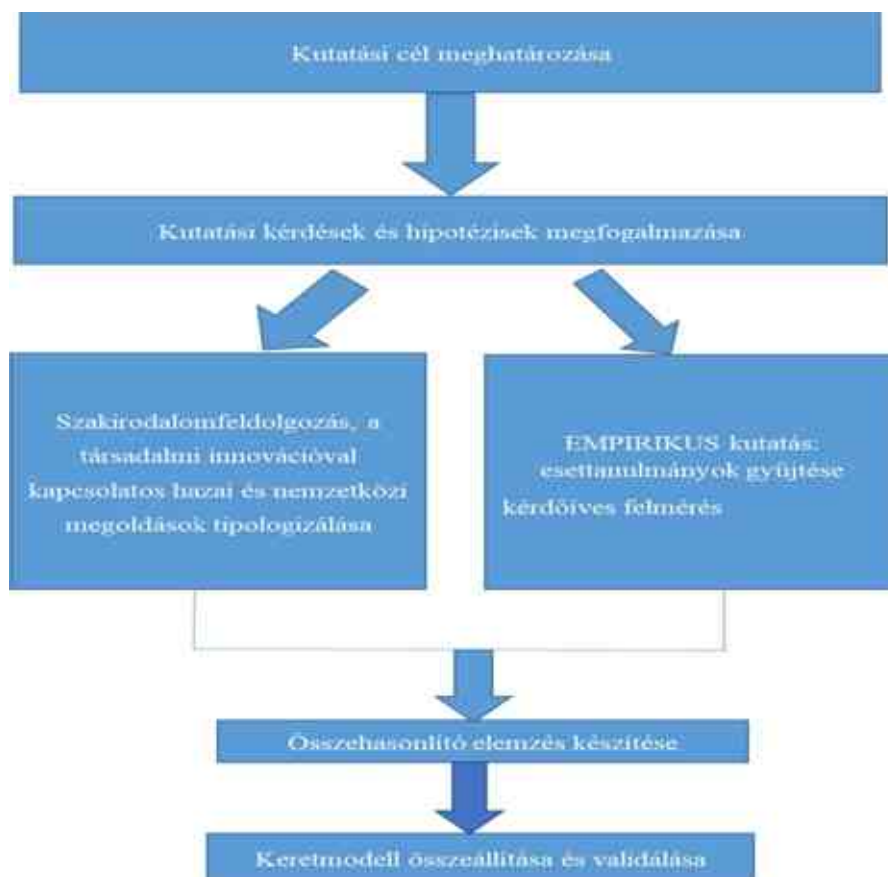 Kutatási cél meghatározása
Kutatási kérdések és hipotézisek megfogalmazása
Szakirodalomfeldolgozás, a
társadalmi innovációval
kapcsolatos hazai és nemzetközi
megoldások tipologizálása
EMPIRIKUS kutatás:
esettanulmányok gyűjtése
kérdőíves felmérés
Összehasonlító elemzés készítése
Keretmodell összeállítása és validálása